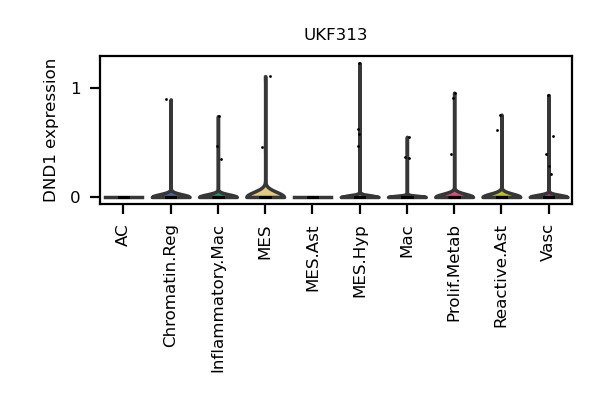 UKF313
DND1 expression
1
0
AC
Chromatin.Reg
Inflammatory.Mac
MES
MES.Ast
MES.Hyp
Mac
Prolif.Metab
Reactive.Ast
Vasc